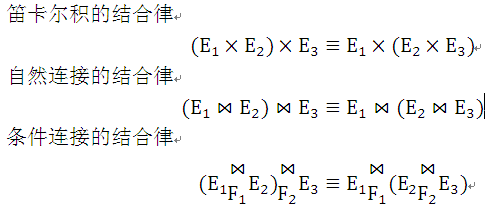 笛卡尔积的结合律
(E₁ × E₂) × E₃ ≡ E₁ × (E₂ × E₃)
自然连接的结合律
(E₁ ⋈ E₂) ⋈ E₃ ≡ E₁ ⋈ (E₂ ⋈ E₃)
条件连接的结合律
(E₁ ⋈F₁ E₂) ⋈F₂ E₃ ≡ E₁ ⋈F₁ (E₂ ⋈F₂ E₃)